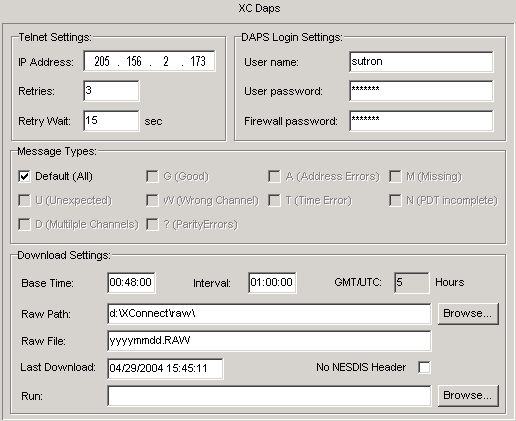 XC Daps
Telnet Settings: DAPS Login Settings:
IP Address: 205 . 156 . 2 . 173 User name: sutron
Retries: 3 User password: *******
Retry Wait: 15 sec Firewall password: *******
Message Types:
Default (All) G (Good) A (Address Errors) M (Missing)
U (Unexpected) W (Wrong Channel) T (Time Error) N (PDT incomplete)
D (Multilple Channels) ? (ParityErrors)
Download Settings:
Base Time: 00:48:00 Interval: 01:00:00 GMT/UTC: 5 Hours
Raw Path: d:\XConnect\raw\ Browse...
Raw File: yyyymmdd.RAW
Last Download: 04/29/2004 15:45:11 No NESDIS Header
Run: Browse...